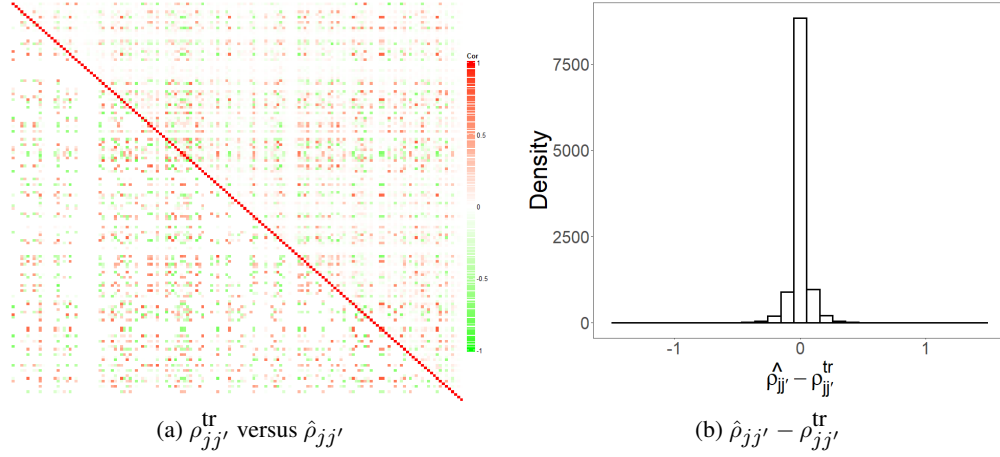 Cor
1
0.5
0
-0.5
-1
Density
7500
5000
2500
0
-1 0 1
ρ̂jj′ − ρjj′^tr
(a) ρjj′^tr versus ρ̂jj′
(b) ρ̂jj′ − ρjj′^tr